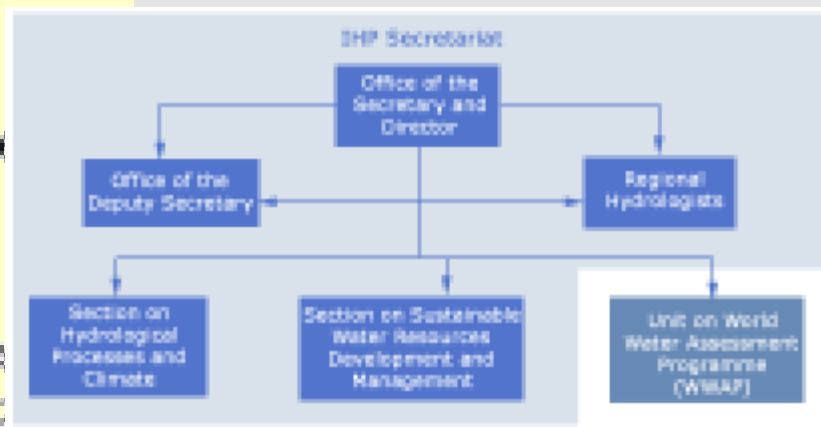 IHP Secretariat
Office of the
Secretary and
Director
Office of the
Deputy Secretary
Regional
Hydrologists
Section on
Hydrological
Processes and
Climate
Section on Sustainable
Water Resources
Development and
Management
Unit on World
Water Assessment
Programme
(WWAP)